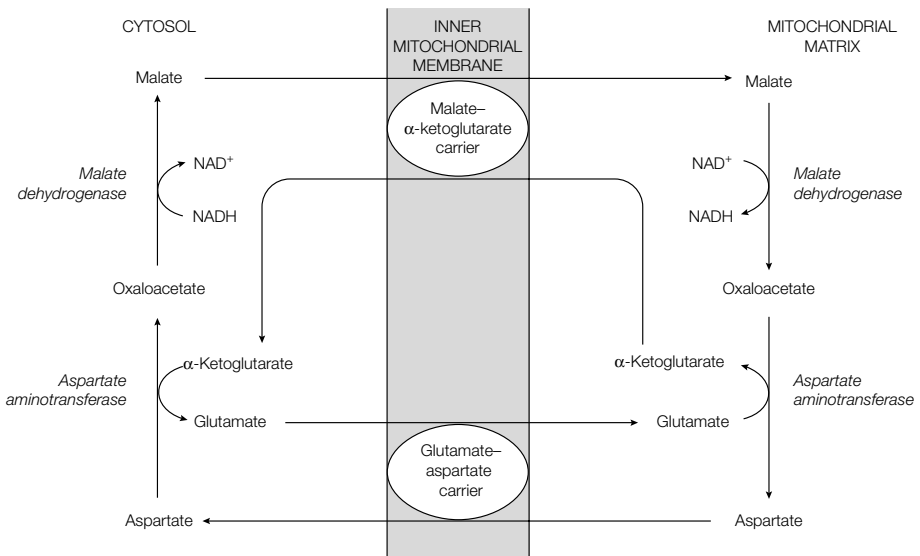 CYTOSOL
INNER
MITOCHONDRIAL
MEMBRANE
MITOCHONDRIAL
MATRIX
Malate
Malate
Malate–
α-ketoglutarate
carrier
Malate
dehydrogenase
NAD⁺
NADH
NAD⁺
NADH
Malate
dehydrogenase
Oxaloacetate
Oxaloacetate
Aspartate
aminotransferase
α-Ketoglutarate
Glutamate
α-Ketoglutarate
Glutamate
Aspartate
aminotransferase
Glutamate–
aspartate
carrier
Aspartate
Aspartate